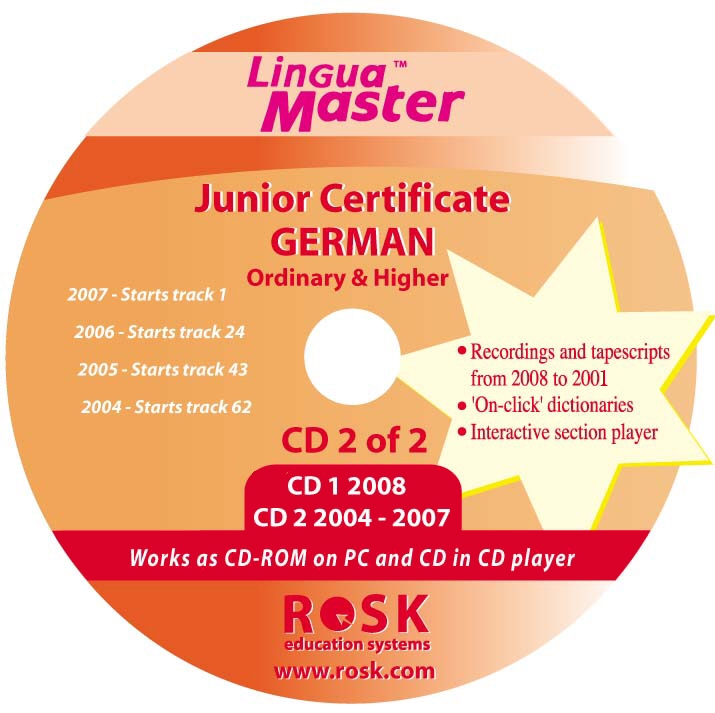 Lingua™
Master
Junior Certificate
GERMAN
Ordinary & Higher
2007 - Starts track 1
2006 - Starts track 24
2005 - Starts track 43
2004 - Starts track 62
• Recordings and tapescripts
from 2008 to 2001
• 'On-click' dictionaries
• Interactive section player
CD 2 of 2
CD 1 2008
CD 2 2004 - 2007
Works as CD-ROM on PC and CD in CD player
ROSK
education systems
www.rosk.com